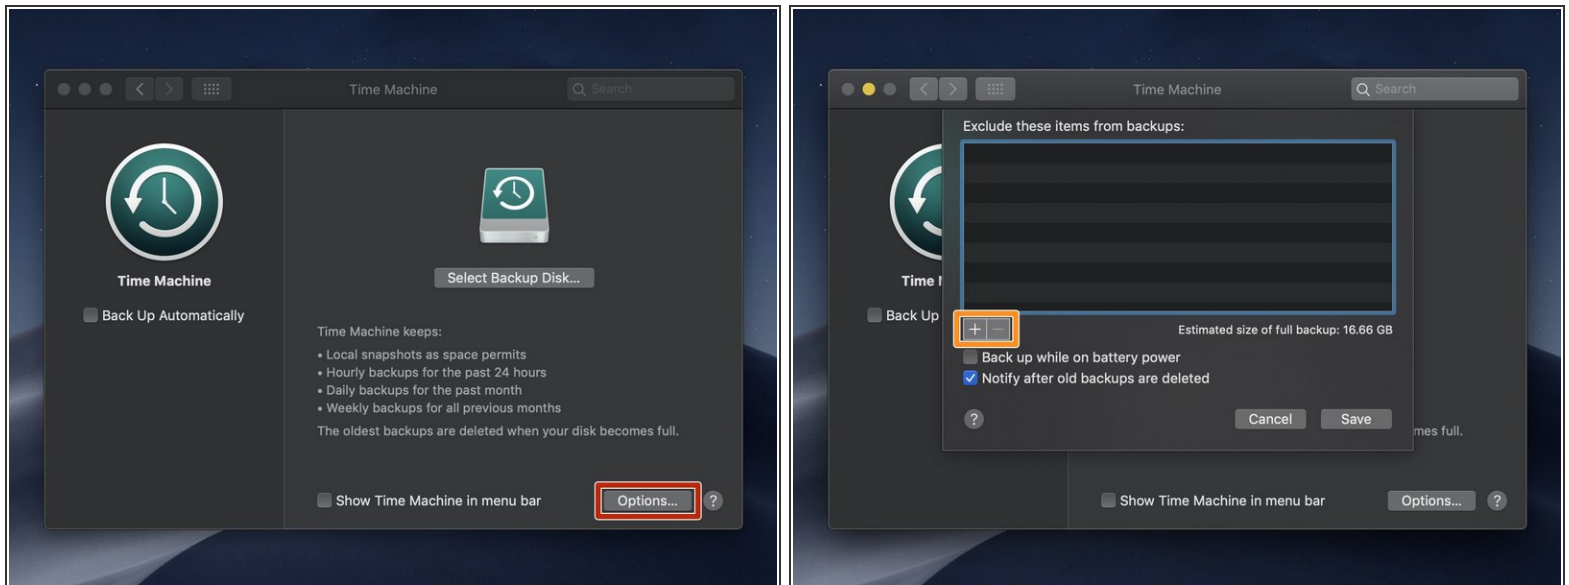 Time Machine
Search
Time Machine
Back Up Automatically
Select Backup Disk...
Time Machine keeps:
• Local snapshots as space permits
• Hourly backups for the past 24 hours
• Daily backups for the past month
• Weekly backups for all previous months
The oldest backups are deleted when your disk becomes full.
Show Time Machine in menu bar
Options...
?
Time Machine
Search
Exclude these items from backups:
Time
Back Up
+ −
Estimated size of full backup: 16.66 GB
Back up while on battery power
Notify after old backups are deleted
?
Cancel
Save
mes full.
Show Time Machine in menu bar
Options...
?